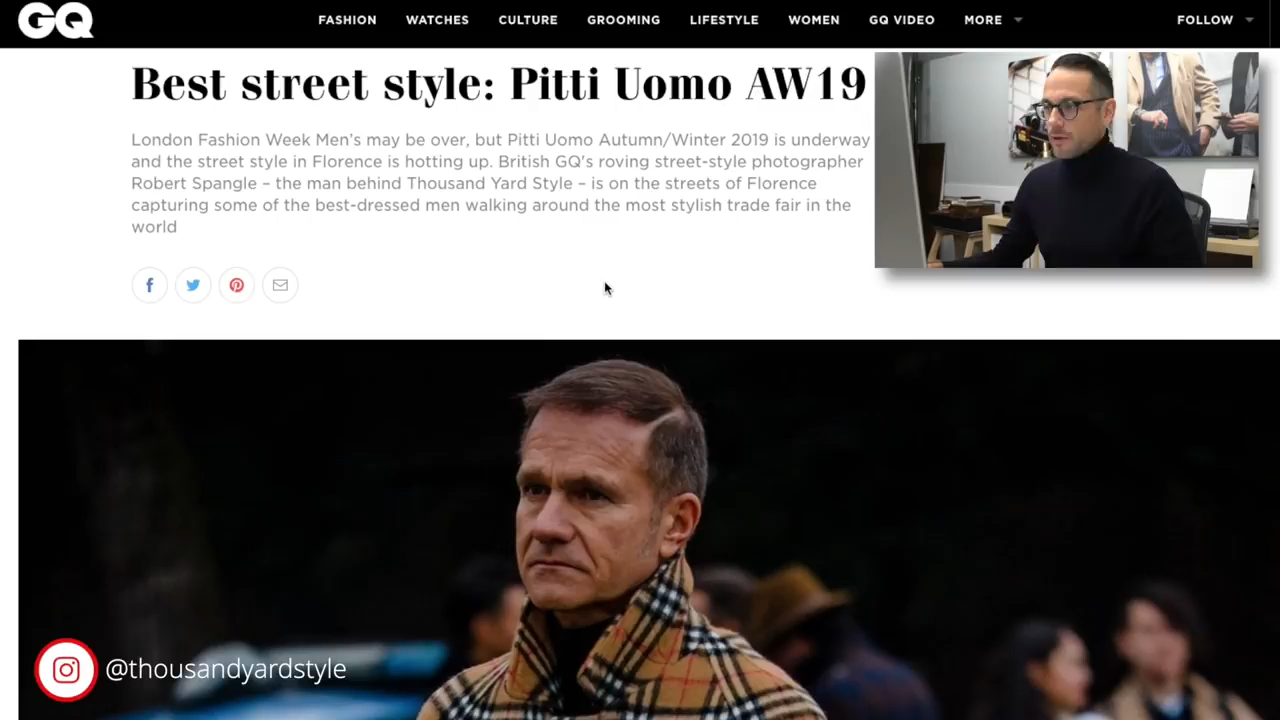 GQ
FASHION WATCHES CULTURE GROOMING LIFESTYLE WOMEN GQ VIDEO MORE FOLLOW
Best street style: Pitti Uomo AW19
London Fashion Week Men's may be over, but Pitti Uomo Autumn/Winter 2019 is underway
and the street style in Florence is hotting up. British GQ's roving street-style photographer
Robert Spangle – the man behind Thousand Yard Style – is on the streets of Florence
capturing some of the best-dressed men walking around the most stylish trade fair in the
world
@thousandyardstyle